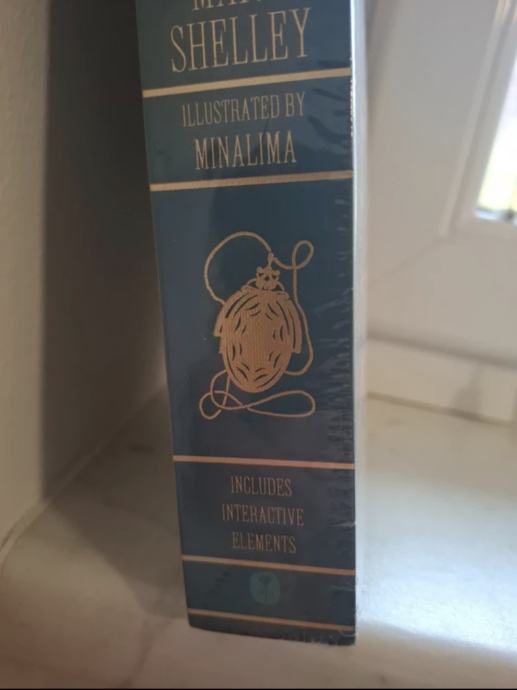 SHELLEY
ILLUSTRATED BY
MINALIMA
INCLUDES
INTERACTIVE
ELEMENTS